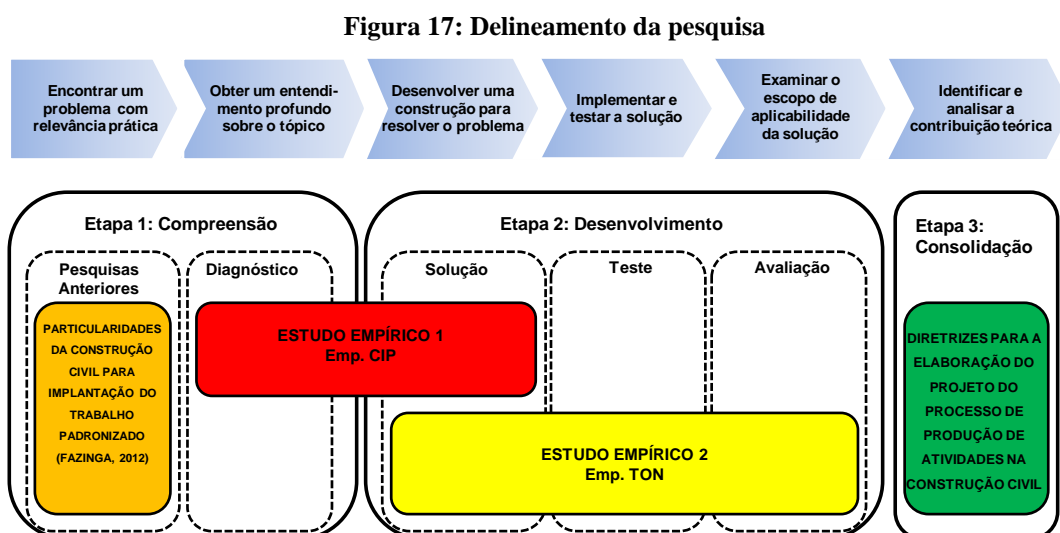 Figura 17: Delineamento da pesquisa
Encontrar um
problema com
relevância prática
Obter um entendi-
mento profundo
sobre o tópico
Desenvolver uma
construção para
resolver o problema
Implementar e
testar a solução
Examinar o
escopo de
aplicabilidade
da solução
Identificar e
analisar a
contribuição teórica
Etapa 1: Compreensão
Pesquisas
Anteriores
Diagnóstico
PARTICULARIDADES
DA CONSTRUÇÃO
CIVIL PARA
IMPLANTAÇÃO DO
TRABALHO
PADRONIZADO
(FAZINGA, 2012)
ESTUDO EMPÍRICO 1
Emp. CIP
Etapa 2: Desenvolvimento
Solução
Teste
Avaliação
ESTUDO EMPÍRICO 2
Emp. TON
Etapa 3:
Consolidação
DIRETRIZES PARA A
ELABORAÇÃO DO
PROJETO DO
PROCESSO DE
PRODUÇÃO DE
ATIVIDADES NA
CONSTRUÇÃO CIVIL